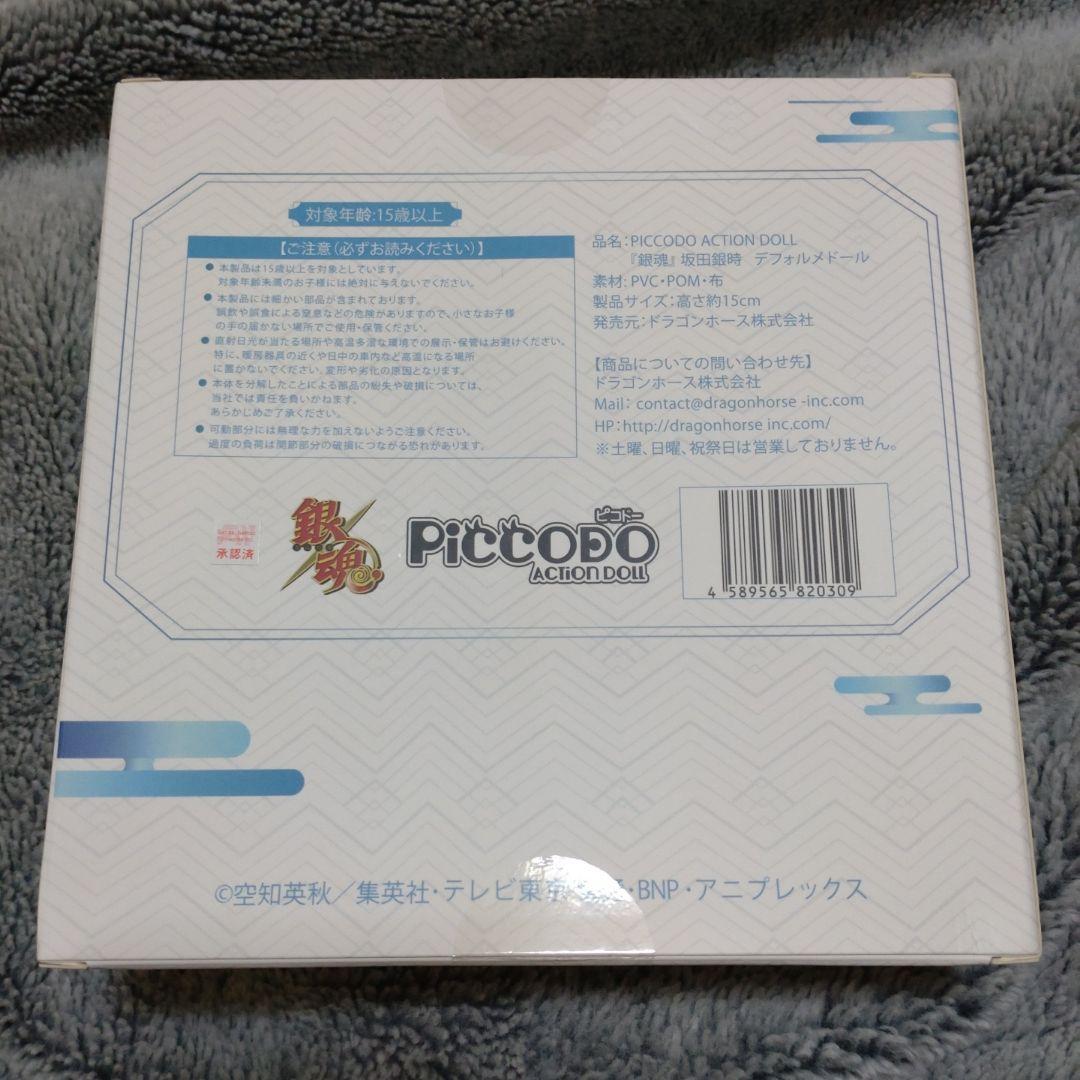 対象年齢:15歳以上
【ご注意(必ずお読みください)】
● 本製品は15歳以上を対象としています。
対象年齢未満のお子様には絶対に与えないでください。
● 本製品には細かい部品が含まれております。
誤飲や誤食による窒息などの危険がありますので、小さなお子様
の手の届かない場所でご使用・保管ください。
● 直射日光が当たる場所や高温多湿な環境での展示・保管はお避けください。
特に、暖房器具の近くや日中の車内など高温になる場所
に置かないでください。変形や劣化の原因となります。
● 本体を分解したことによる部品の紛失や破損については、
当社では責任を負いかねます。
あらかじめご了承ください。
● 可動部分には無理な力を加えないようご注意ください。
過度の負荷は関節部分の破損につながる恐れがあります。
品名:PICCODO ACTION DOLL
『銀魂』坂田銀時 デフォルメドール
素材: PVC・POM・布
製品サイズ:高さ約15cm
発売元:ドラゴンホース株式会社
【商品についての問い合わせ先】
ドラゴンホース株式会社
Mail: contact@dragonhorse -inc.com
HP:http://dragonhorse inc.com/
※土曜、日曜、祝祭日は営業しておりません。
承認済
銀魂
ピコドー
PiCCODO
ACTION DOLL
4 589565 820309
©空知英秋/集英社・テレビ東京・BNP・アニプレックス